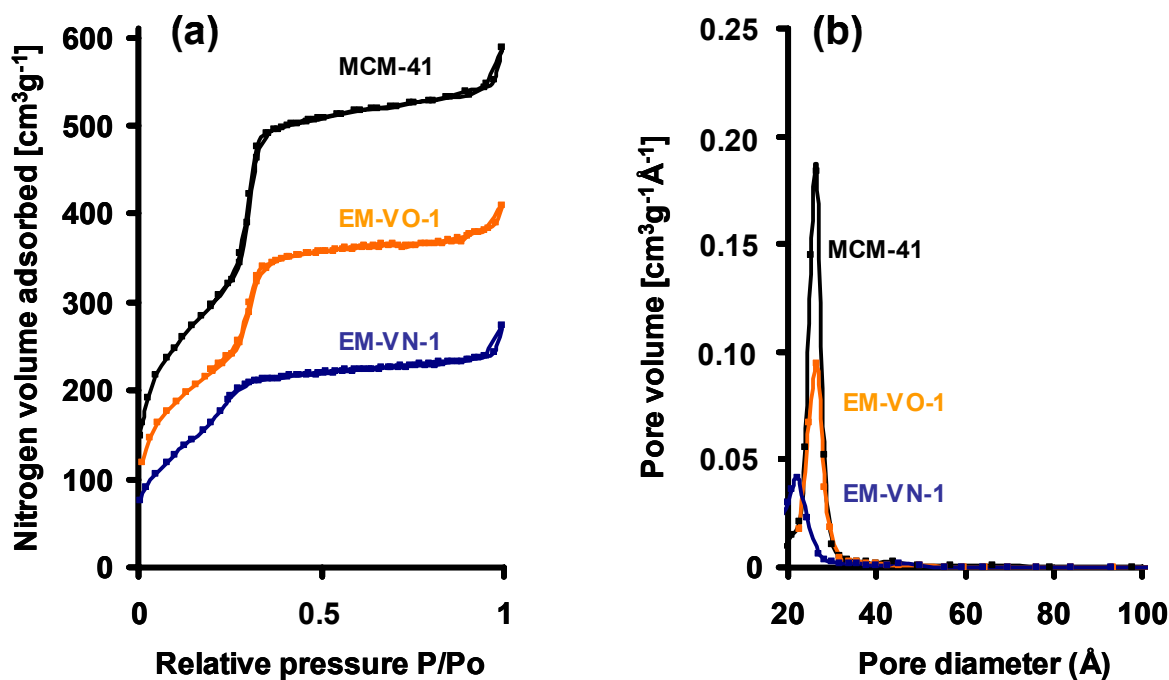 (a)
Nitrogen volume adsorbed [cm³g⁻¹]
600
500
400
300
200
100
0
MCM-41
EM-VO-1
EM-VN-1
0
0.5
1
Relative pressure P/Po
(b)
Pore volume [cm³g⁻¹Å⁻¹]
0.25
0.20
0.15
0.10
0.05
0
MCM-41
EM-VO-1
EM-VN-1
20
40
60
80
100
Pore diameter (Å)